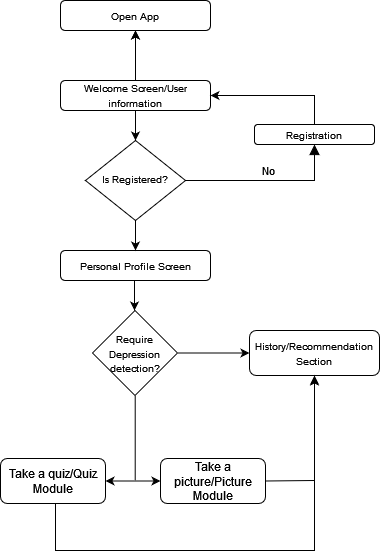 Open App
Welcome Screen/User
information
Registration
Is Registered?
No
Personal Profile Screen
Require
Depression
detection?
History/Recommendation
Section
Take a quiz/Quiz
Module
Take a
picture/Picture
Module